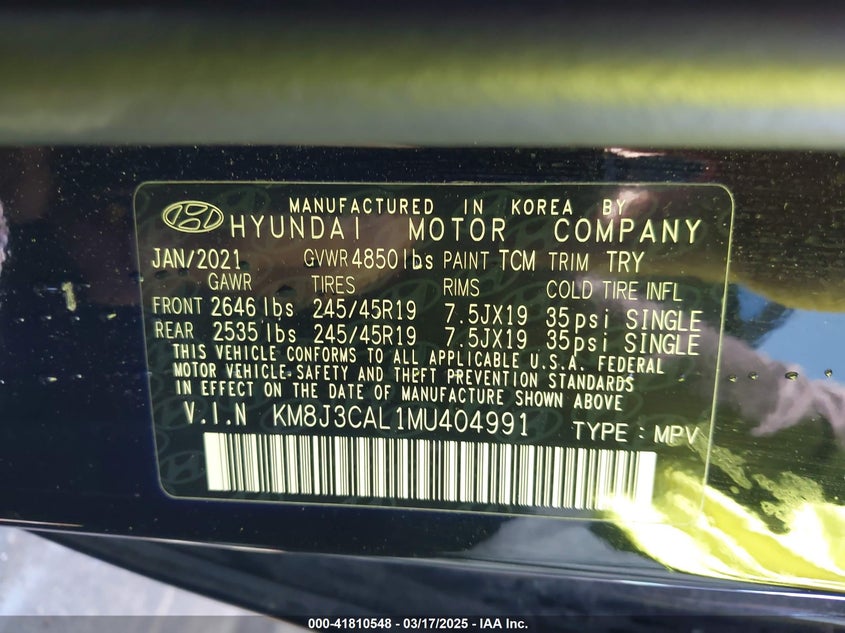 MANUFACTURED IN KOREA BY
HYUNDAI MOTOR COMPANY
JAN/2021 GVWR 4850 lbs PAINT TCM TRIM TRY
GAWR TIRES RIMS COLD TIRE INFL
FRONT 2646 lbs 245/45R19 7.5JX19 35psi SINGLE
REAR 2535 lbs 245/45R19 7.5JX19 35psi SINGLE
THIS VEHICLE CONFORMS TO ALL APPLICABLE U.S.A. FEDERAL
MOTOR VEHICLE-SAFETY AND THEFT PREVENTION STANDARDS
IN EFFECT ON THE DATE OF MANUFACTURE SHOWN ABOVE
V.I.N KM8J3CAL1MU404991 TYPE : MPV
1
000-41810548 - 03/17/2025 - IAA Inc.